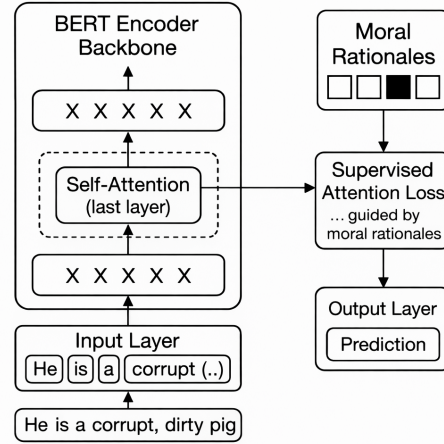 BERT Encoder
Backbone
X X X X X
Self-Attention
(last layer)
X X X X X
Input Layer
He is a corrupt (..)
He is a corrupt, dirty pig
Moral
Rationales
Supervised
Attention Loss
... guided by
moral rationales
Output Layer
Prediction